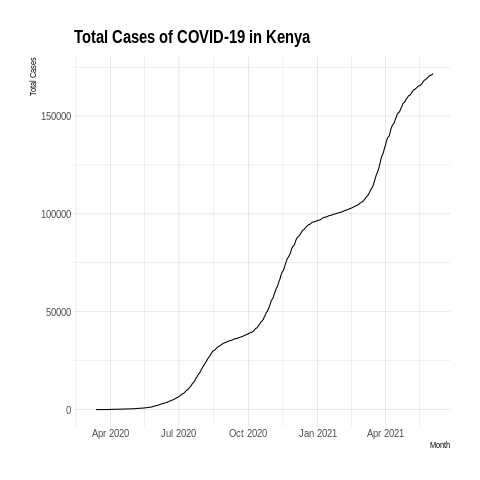 Total Cases of COVID-19 in Kenya
Total Cases
150000
100000
50000
0
Apr 2020 Jul 2020 Oct 2020 Jan 2021 Apr 2021
Month